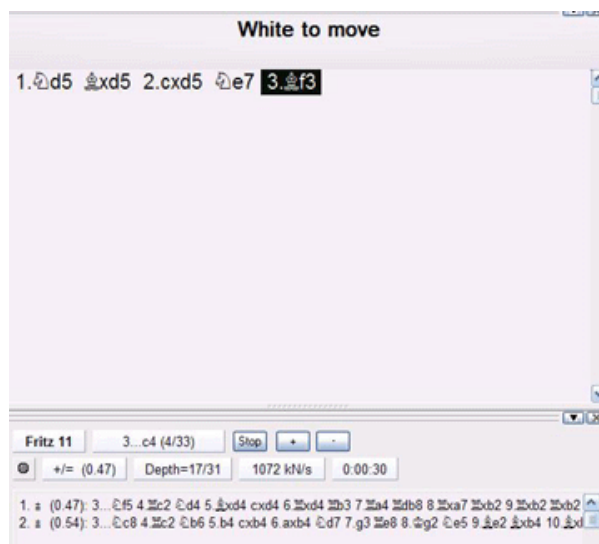 White to move
1.♘d5 ♗xd5 2.cxd5 ♘e7 3.♗f3
Fritz 11 3...c4 (4/33) Stop + -
+/= (0.47) Depth=17/31 1072 kN/s 0:00:30
1. ± (0.47): 3...♘f5 4.♖c2 ♘d4 5.♗xd4 cxd4 6.♖xd4 ♖b3 7.♖a4 ♖db8 8.♖xa7 ♖xb2 9.♖xb2 ♖xb2
2. ± (0.54): 3...♘c8 4.♖c2 ♘b6 5.b4 cxb4 6.axb4 ♘d7 7.g3 ♖e8 8.♔g2 ♘e5 9.♗e2 ♖xb4 10.♗xd